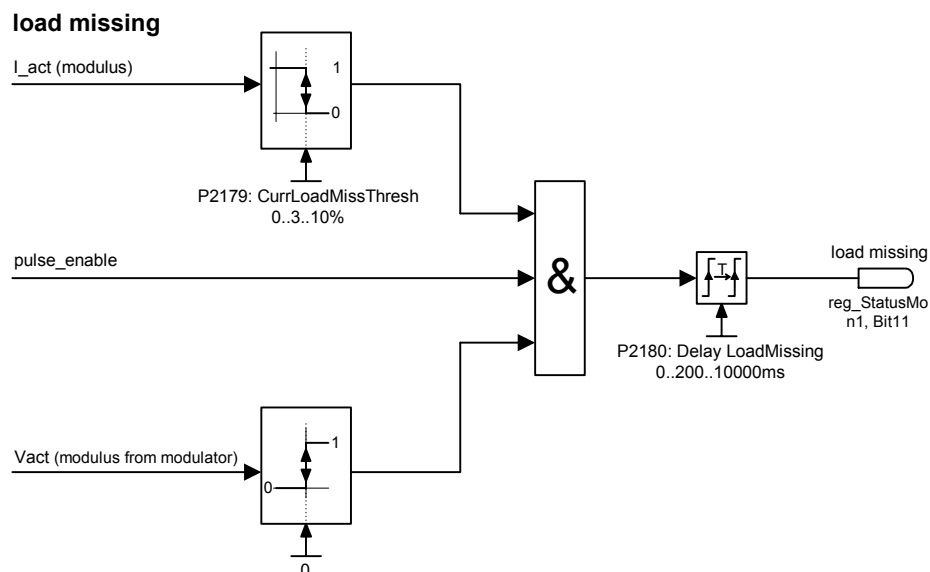 load missing
I_act (modulus)
1
0
P2179: CurrLoadMissThresh
0..3..10%
pulse_enable
&
T
load missing
reg_StatusMo
n1, Bit11
P2180: Delay LoadMissing
0..200..10000ms
Vact (modulus from modulator)
1
0
0